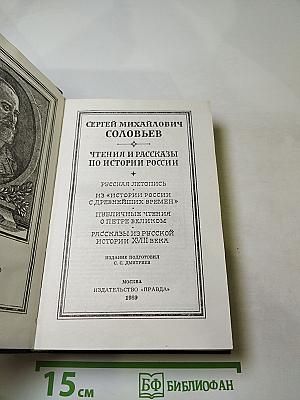 СЕРГЕЙ МИХАЙЛОВИЧ
СОЛОВЬЕВ
ЧТЕНИЯ И РАССКАЗЫ
ПО ИСТОРИИ РОССИИ
РУССКАЯ ЛЕТОПИСЬ
ИЗ «ИСТОРИИ РОССИИ
С ДРЕВНЕЙШИХ ВРЕМЕН»
ПУБЛИЧНЫЕ ЧТЕНИЯ
О ПЕТРЕ ВЕЛИКОМ
РАССКАЗЫ ИЗ РУССКОЙ
ИСТОРИИ XVIII ВЕКА
ИЗДАНИЕ ПОДГОТОВИЛ
С. С. ДМИТРИЕВ
МОСКВА
ИЗДАТЕЛЬСТВО «ПРАВДА»
1989
15 см
БФ БИБЛИОФАН